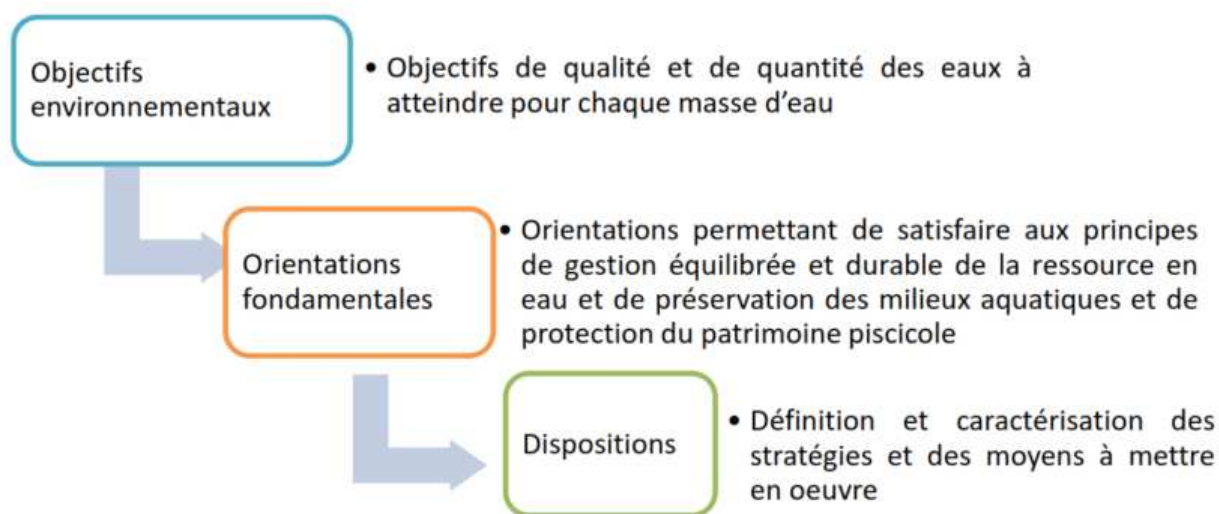 Objectifs
environnementaux
• Objectifs de qualité et de quantité des eaux à
atteindre pour chaque masse d'eau
Orientations
fondamentales
• Orientations permettant de satisfaire aux principes
de gestion équilibrée et durable de la ressource en
eau et de préservation des milieux aquatiques et de
protection du patrimoine piscicole
Dispositions
• Définition et caractérisation des
stratégies et des moyens à mettre
en oeuvre